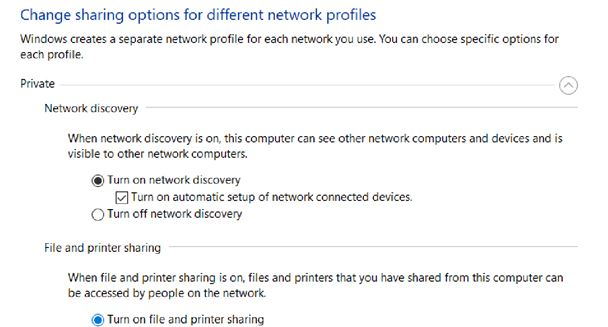 Change sharing options for different network profiles
Windows creates a separate network profile for each network you use. You can choose specific options for
each profile.
Private
Network discovery
When network discovery is on, this computer can see other network computers and devices and is
visible to other network computers.
Turn on network discovery
Turn on automatic setup of network connected devices.
Turn off network discovery
File and printer sharing
When file and printer sharing is on, files and printers that you have shared from this computer can
be accessed by people on the network.
Turn on file and printer sharing